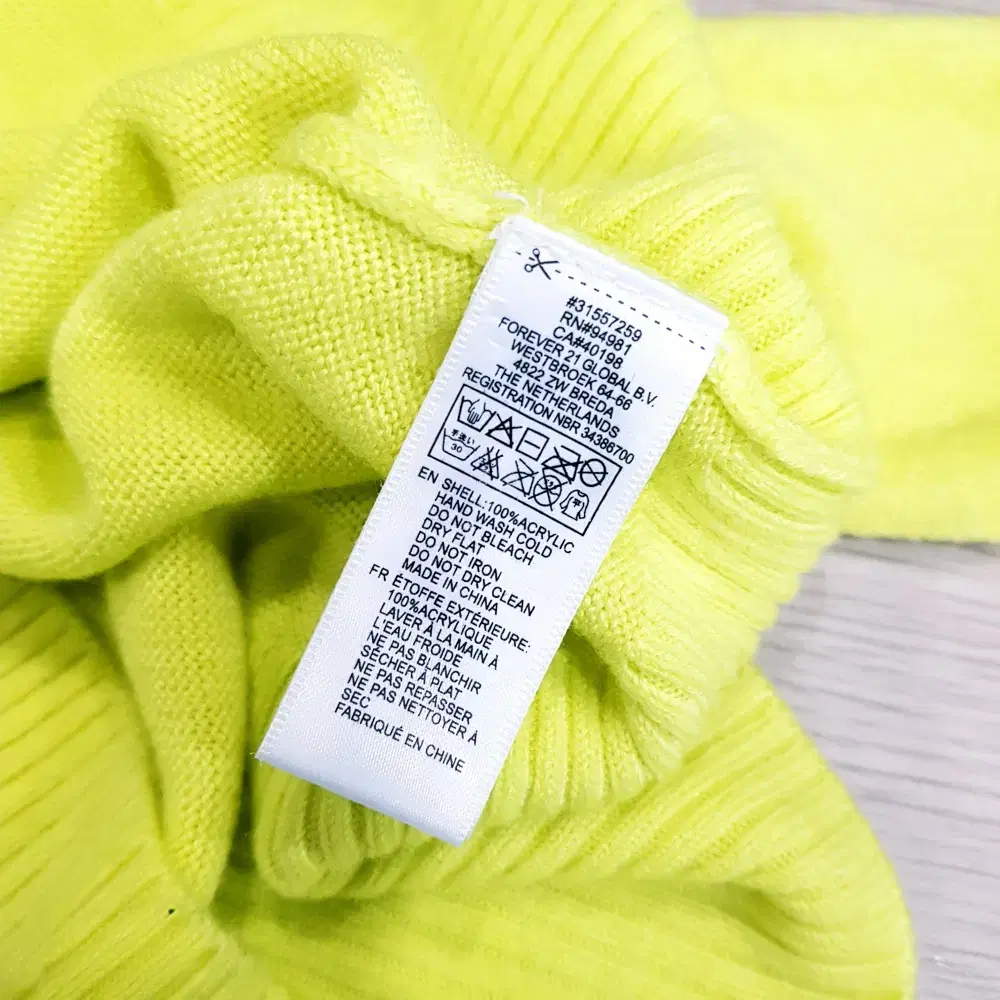 #31557259
RN#94981
CA#40198
FOREVER 21 GLOBAL B.V.
WESTBROEK 64-66
4822 ZW BREDA
THE NETHERLANDS
REGISTRATION NBR 34386700
手洗い
30
EN SHELL:100%ACRYLIC
HAND WASH COLD
DO NOT BLEACH
DRY FLAT
DO NOT IRON
DO NOT DRY CLEAN
MADE IN CHINA
FR ÉTOFFE EXTÉRIEURE:
100%ACRYLIQUE
LAVER À LA MAIN À
L'EAU FROIDE
NE PAS BLANCHIR
SÉCHER À PLAT
NE PAS REPASSER
NE PAS NETTOYER À
SEC
FABRIQUÉ EN CHINE